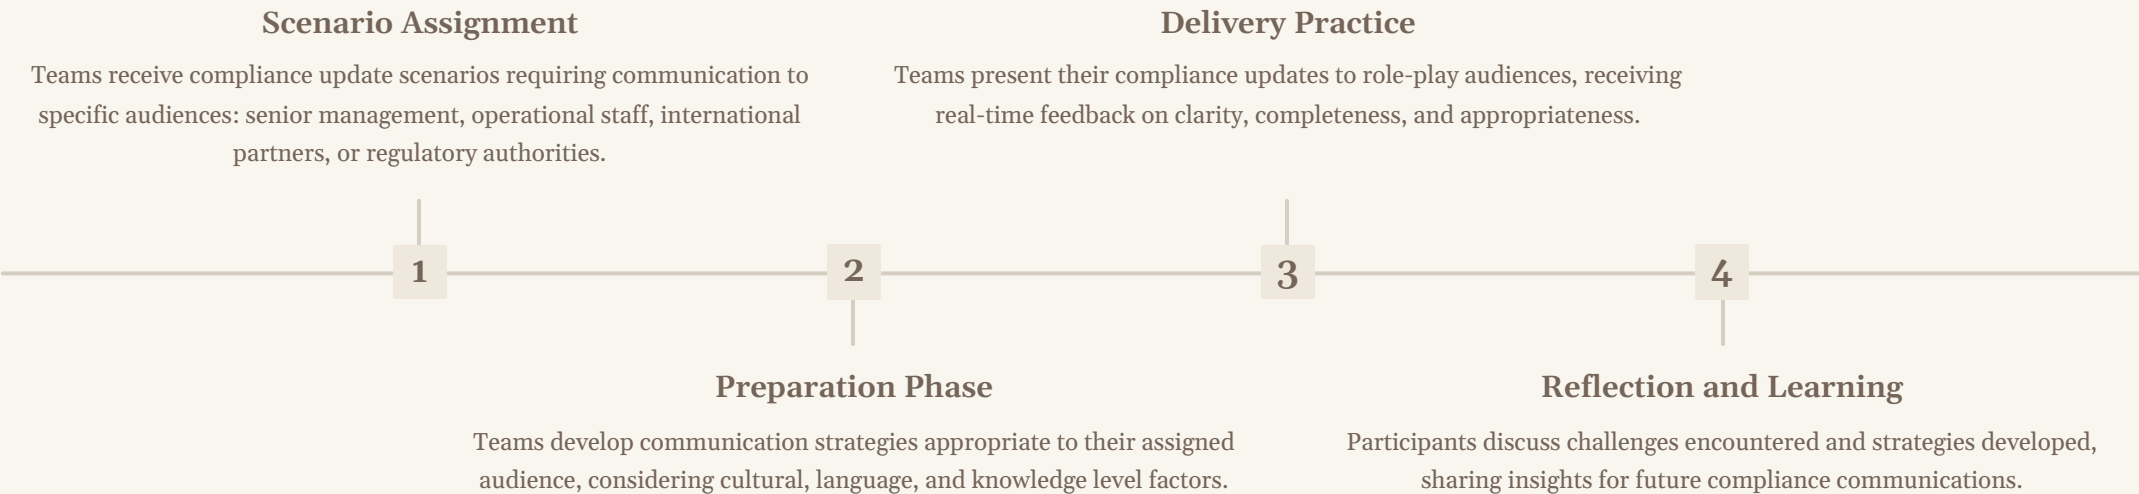 Scenario Assignment
Teams receive compliance update scenarios requiring communication to
specific audiences: senior management, operational staff, international
partners, or regulatory authorities.
1
2
Preparation Phase
Teams develop communication strategies appropriate to their assigned
audience, considering cultural, language, and knowledge level factors.
Delivery Practice
Teams present their compliance updates to role-play audiences, receiving
real-time feedback on clarity, completeness, and appropriateness.
3
4
Reflection and Learning
Participants discuss challenges encountered and strategies developed,
sharing insights for future compliance communications.